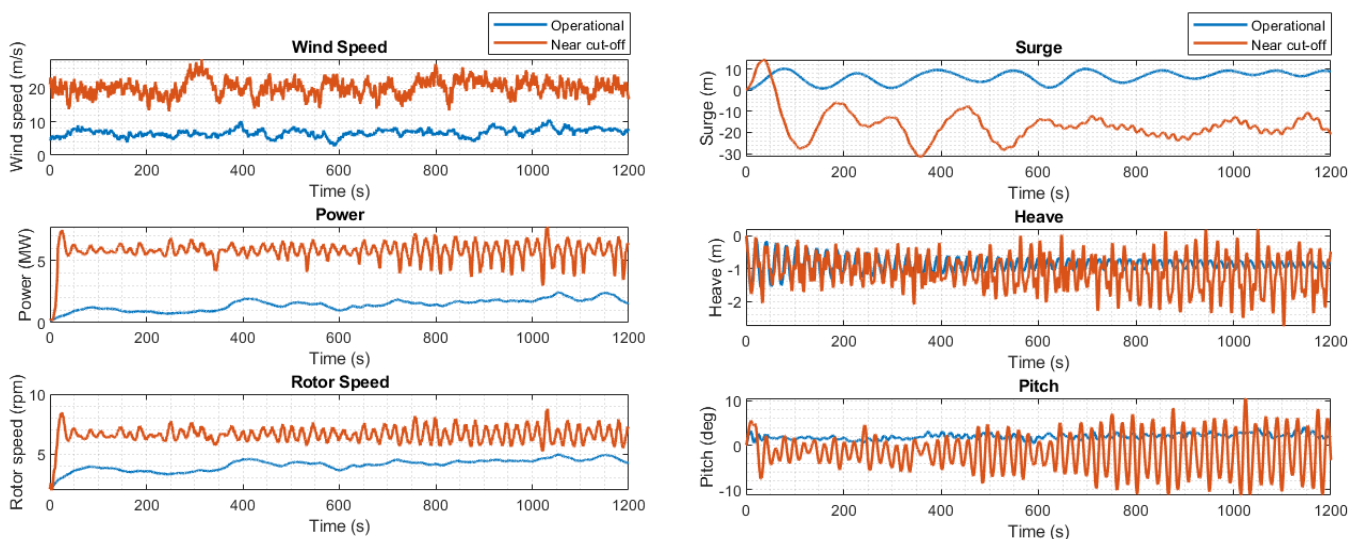 Operational
Near cut-off
Wind Speed
Wind speed (m/s)
20
10
0
0 200 400 600 800 1000 1200
Time (s)
Power
Power (MW)
5
0
0 200 400 600 800 1000 1200
Time (s)
Rotor Speed
Rotor speed (rpm)
10
5
0 200 400 600 800 1000 1200
Time (s)
Operational
Near cut-off
Surge
Surge (m)
10
0
-10
-20
-30
0 200 400 600 800 1000 1200
Time (s)
Heave
Heave (m)
0
-1
-2
0 200 400 600 800 1000 1200
Time (s)
Pitch
Pitch (deg)
10
0
-10
0 200 400 600 800 1000 1200
Time (s)